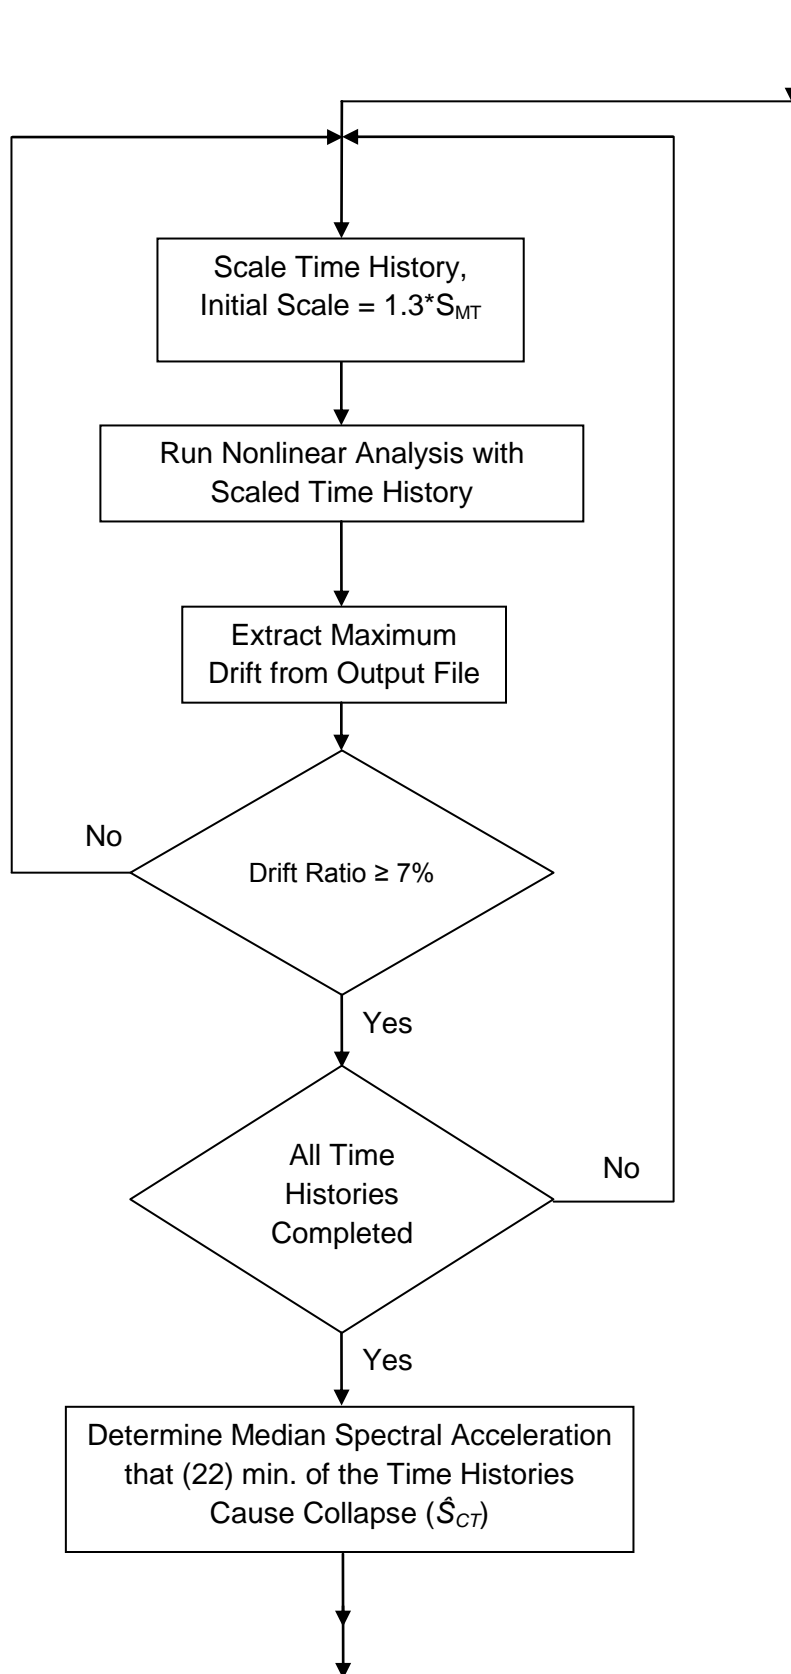 Scale Time History,
Initial Scale = 1.3*SMT
Run Nonlinear Analysis with
Scaled Time History
Extract Maximum
Drift from Output File
No
Drift Ratio ≥ 7%
Yes
All Time
Histories
Completed
No
Yes
Determine Median Spectral Acceleration
that (22) min. of the Time Histories
Cause Collapse (ŜCT)